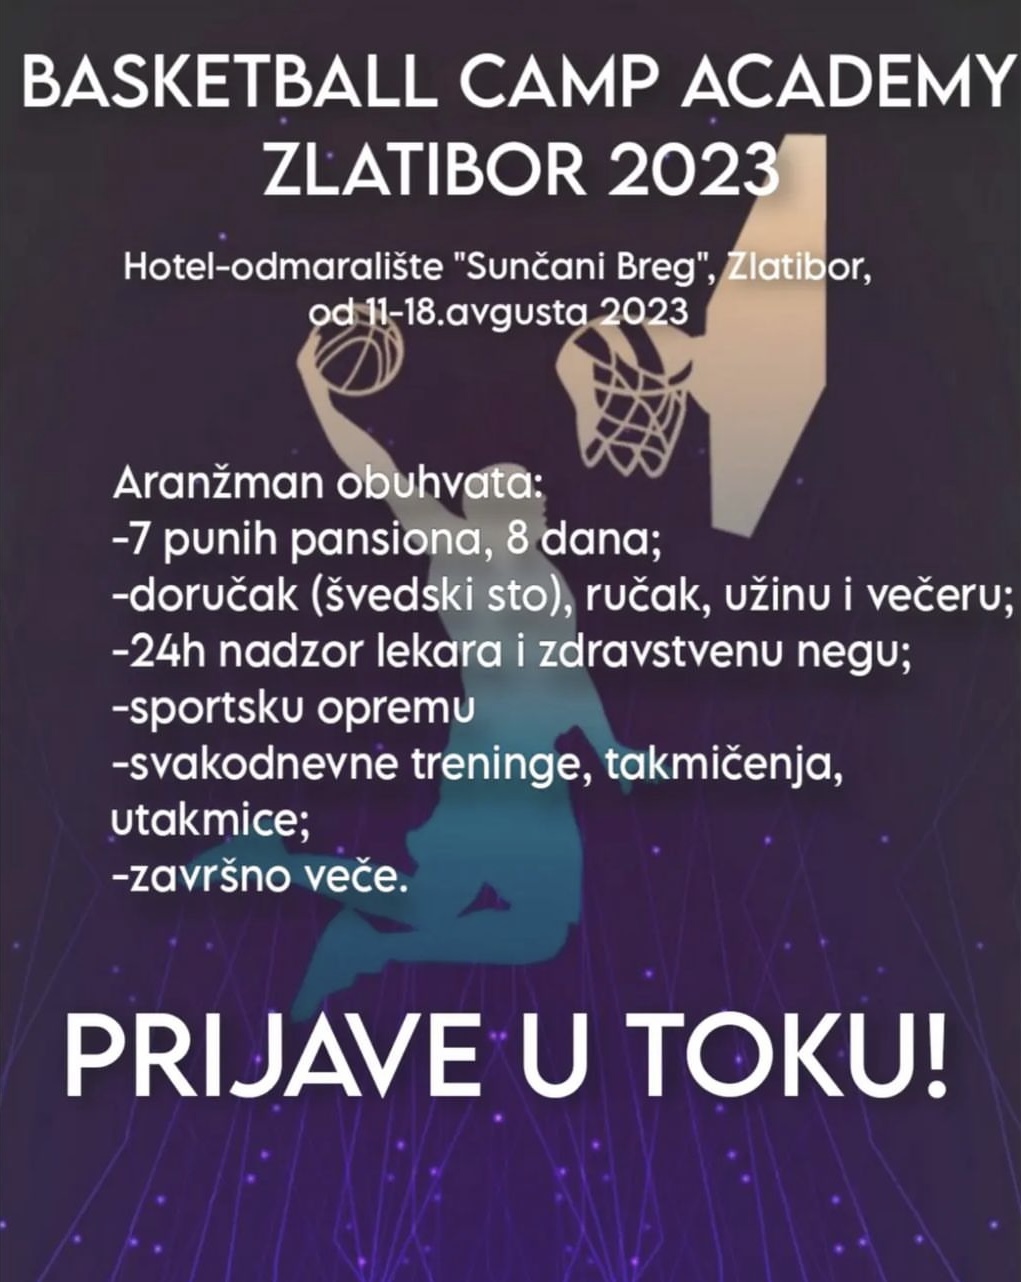 BASKETBALL CAMP ACADEMY
ZLATIBOR 2023
Hotel-odmaralište "Sunčani Breg", Zlatibor,
od 11-18.avgusta 2023
Aranžman obuhvata:
-7 punih pansiona, 8 dana;
-doručak (švedski sto), ručak, užinu i večeru;
-24h nadzor lekara i zdravstvenu negu;
-sportsku opremu
-svakodnevne treninge, takmičenja,
utakmice;
-završno veče.
PRIJAVE U TOKU!